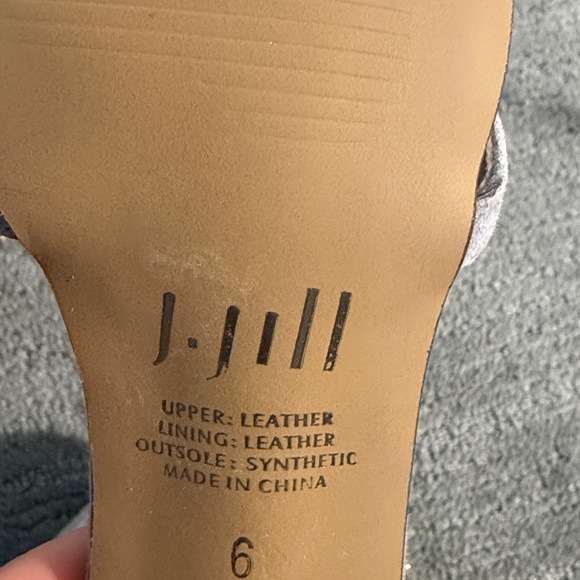 J.Jill
UPPER: LEATHER
LINING: LEATHER
OUTSOLE: SYNTHETIC
MADE IN CHINA
6